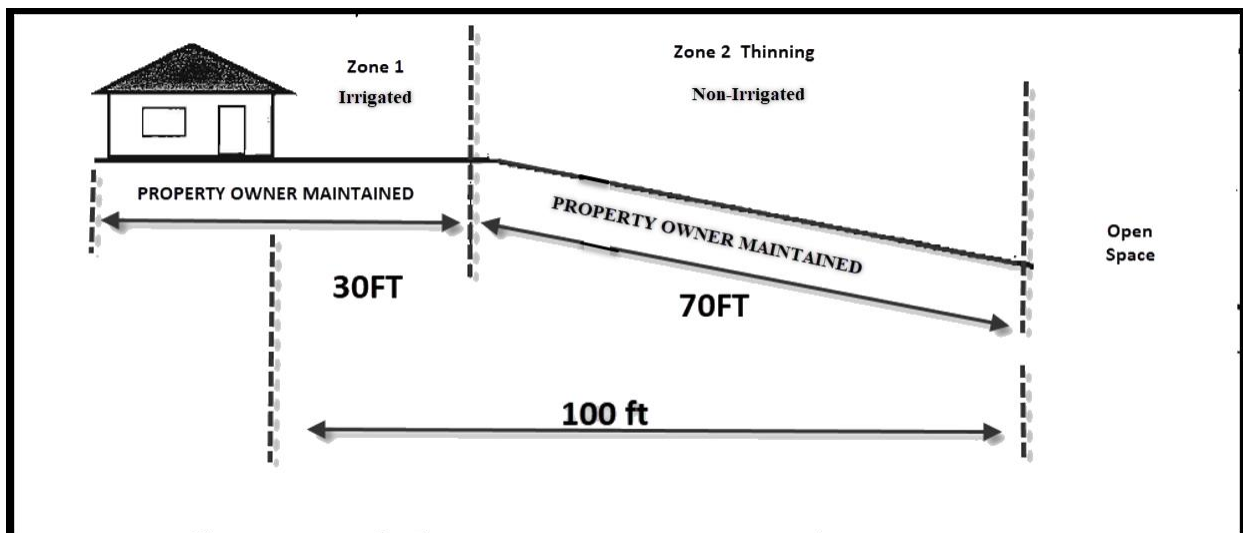 Zone 1
Irrigated
Zone 2 Thinning
Non-Irrigated
PROPERTY OWNER MAINTAINED
PROPERTY OWNER MAINTAINED
Open
Space
30FT
70FT
100 ft